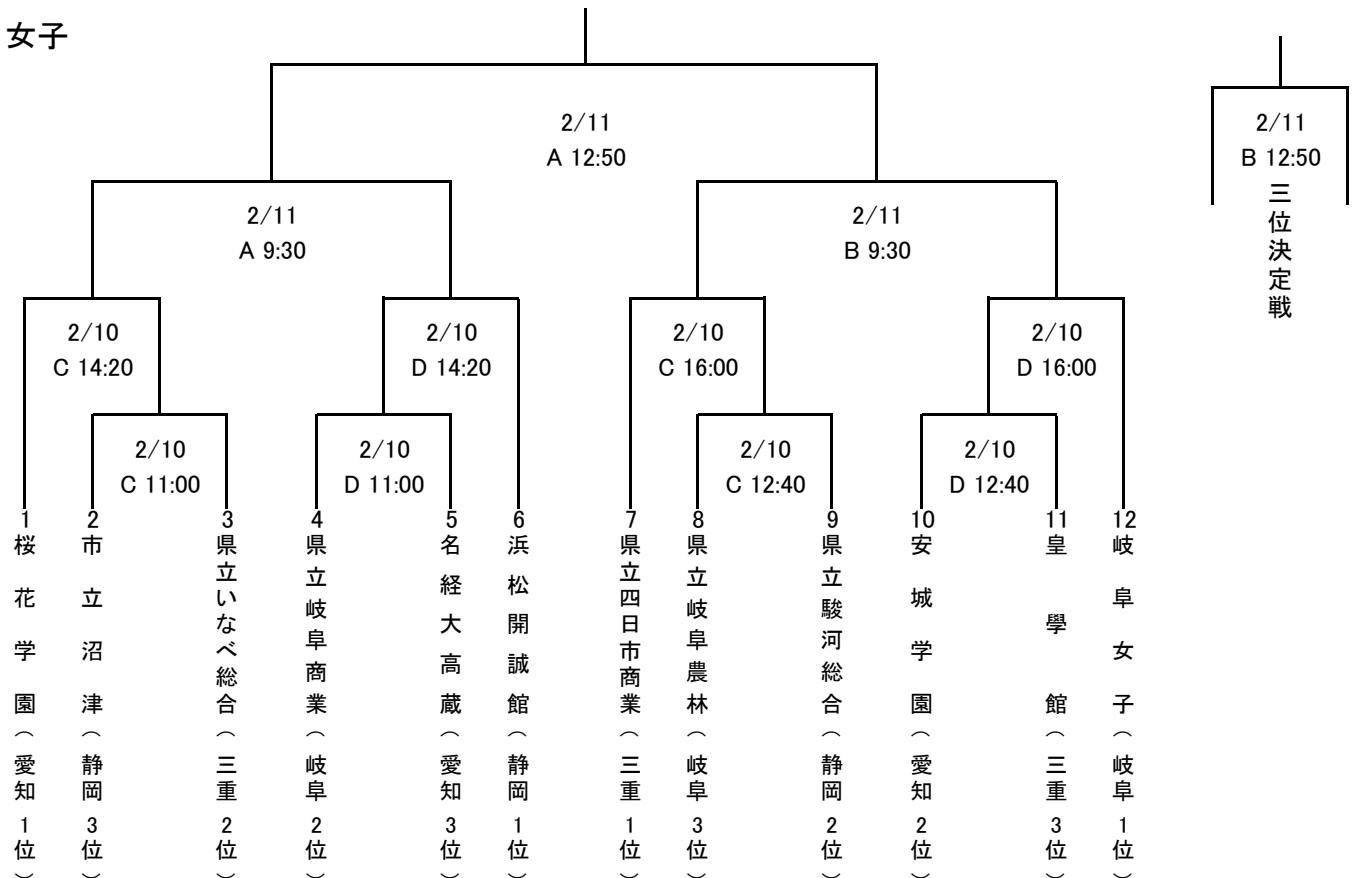 女子
2/11
A 12:50
2/11
B 12:50
三位決定戦
2/11
A 9:30
2/11
B 9:30
2/10
C 14:20
2/10
D 14:20
2/10
C 16:00
2/10
D 16:00
2/10
C 11:00
2/10
D 11:00
2/10
C 12:40
2/10
D 12:40
1 桜花学園(愛知1位)
2 市立沼津(静岡3位)
3 県立いなべ総合(三重2位)
4 県立岐阜商業(岐阜2位)
5 名経大高蔵(愛知3位)
6 浜松開誠館(静岡1位)
7 県立四日市商業(三重1位)
8 県立岐阜農林(岐阜3位)
9 県立駿河総合(静岡2位)
10 安城学園(愛知2位)
11 皇學館(三重3位)
12 岐阜女子(岐阜1位)